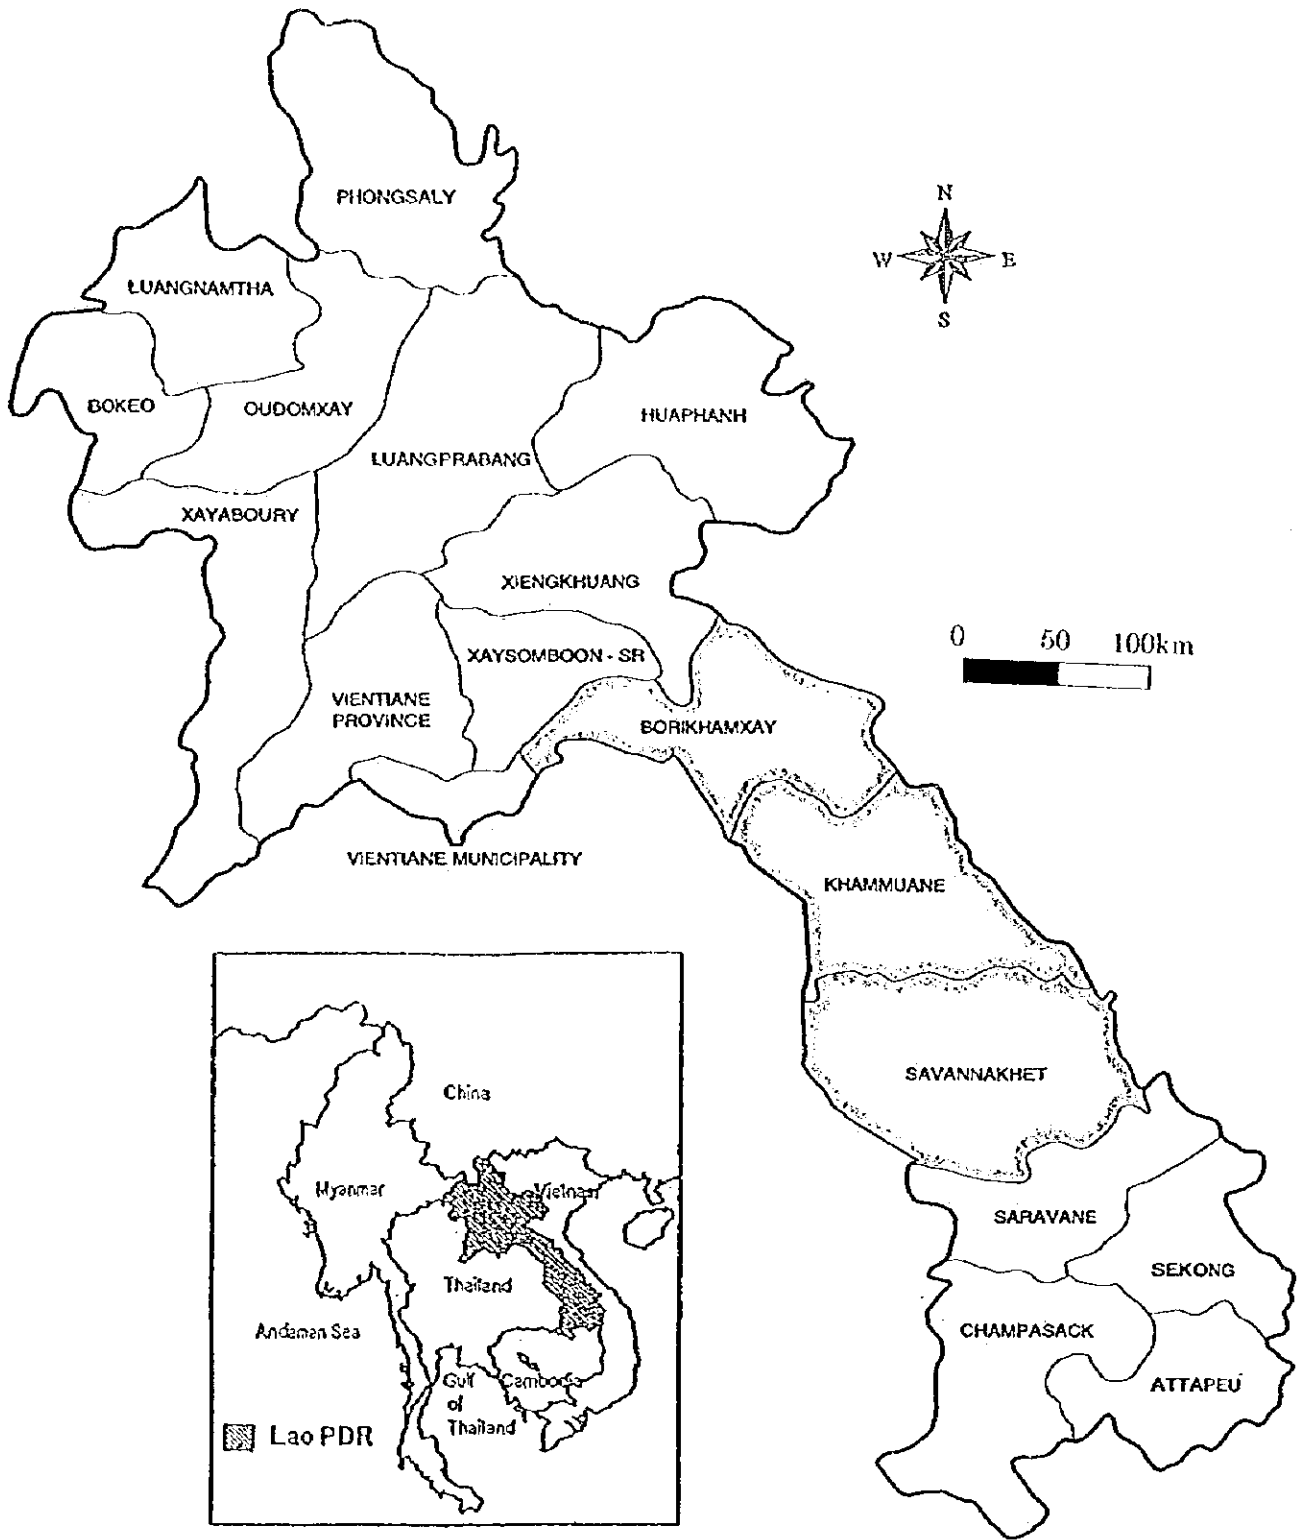 PHONGSALY
N
W E
S
LUANGNAMTHA
BOKEO
OUDOMXAY
HUAPHANH
LUANGPRABANG
XAYABOURY
XIENGKHUANG
0 50 100km
XAYSOMBOON - SR
VIENTIANE
PROVINCE
BORIKHAMXAY
VIENTIANE MUNICIPALITY
KHAMMUANE
SAVANNAKHET
SARAVANE
SEKONG
CHAMPASACK
ATTAPEU
China
Myanmar
Vietnam
Thailand
Andaman Sea
Gulf
of
Thailand
Cambodia
Lao PDR